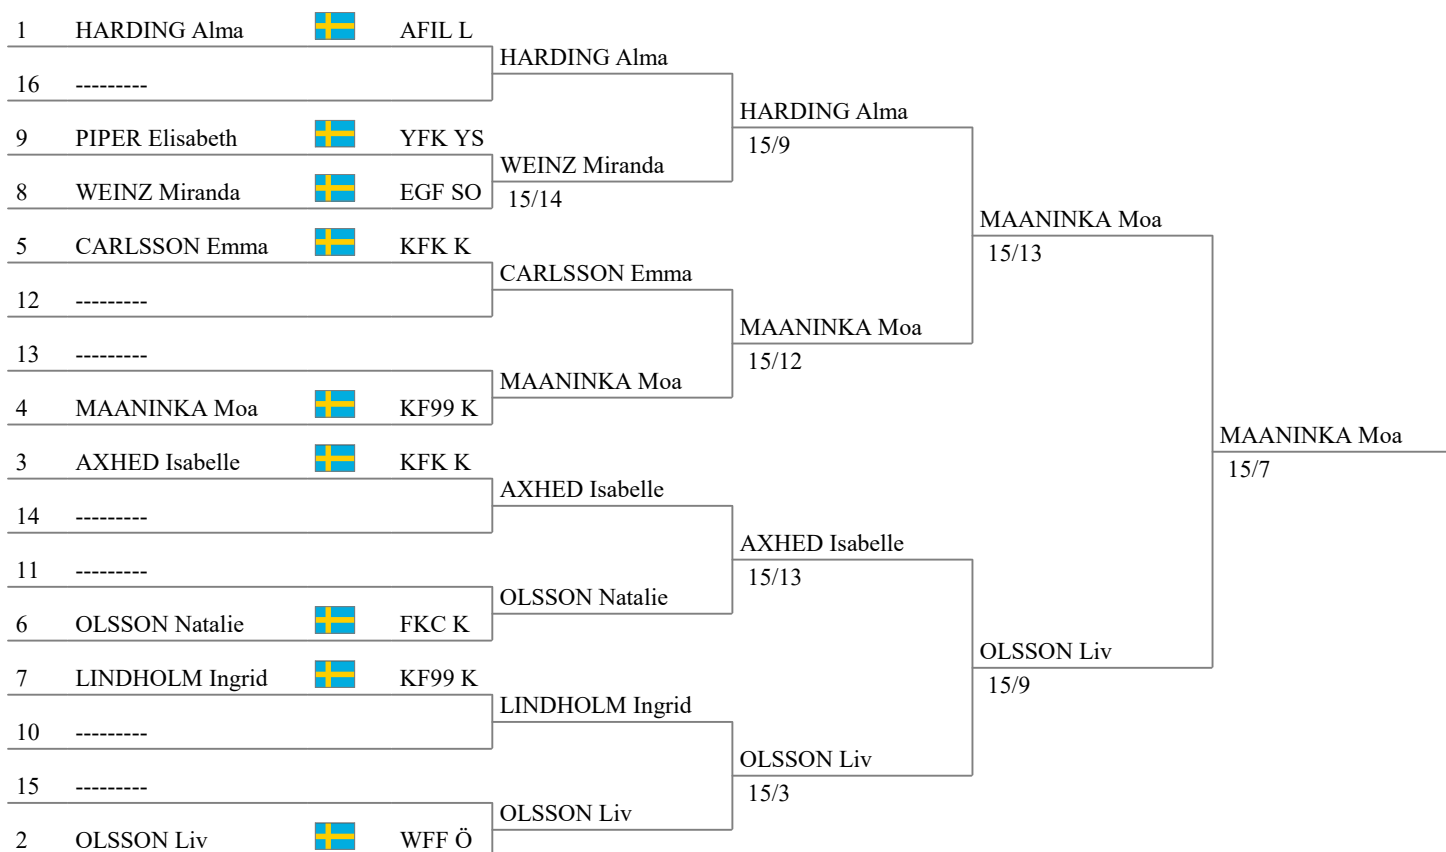 1 HARDING Alma AFIL L
16 ---------
9 PIPER Elisabeth YFK YS
8 WEINZ Miranda EGF SO
5 CARLSSON Emma KFK K
12 ---------
13 ---------
4 MAANINKA Moa KF99 K
3 AXHED Isabelle KFK K
14 ---------
11 ---------
6 OLSSON Natalie FKC K
7 LINDHOLM Ingrid KF99 K
10 ---------
15 ---------
2 OLSSON Liv WFF Ö
HARDING Alma
WEINZ Miranda
15/14
CARLSSON Emma
MAANINKA Moa
AXHED Isabelle
OLSSON Natalie
LINDHOLM Ingrid
OLSSON Liv
HARDING Alma
15/9
MAANINKA Moa
15/12
AXHED Isabelle
15/13
OLSSON Liv
15/3
MAANINKA Moa
15/13
OLSSON Liv
15/9
MAANINKA Moa
15/7